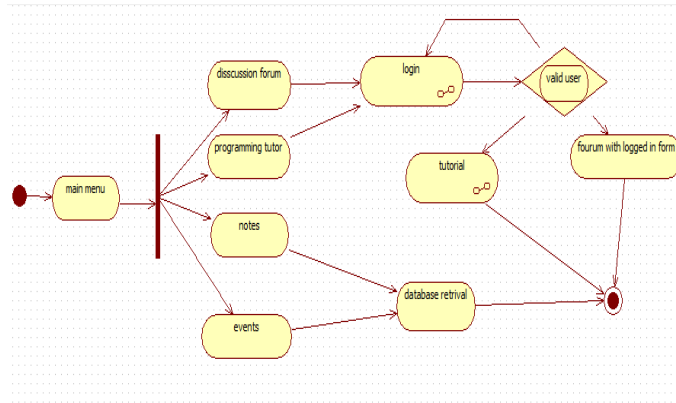 disscussion forum
login
valid user
programming tutor
tutorial
fourum with logged in form
main menu
notes
database retrival
events